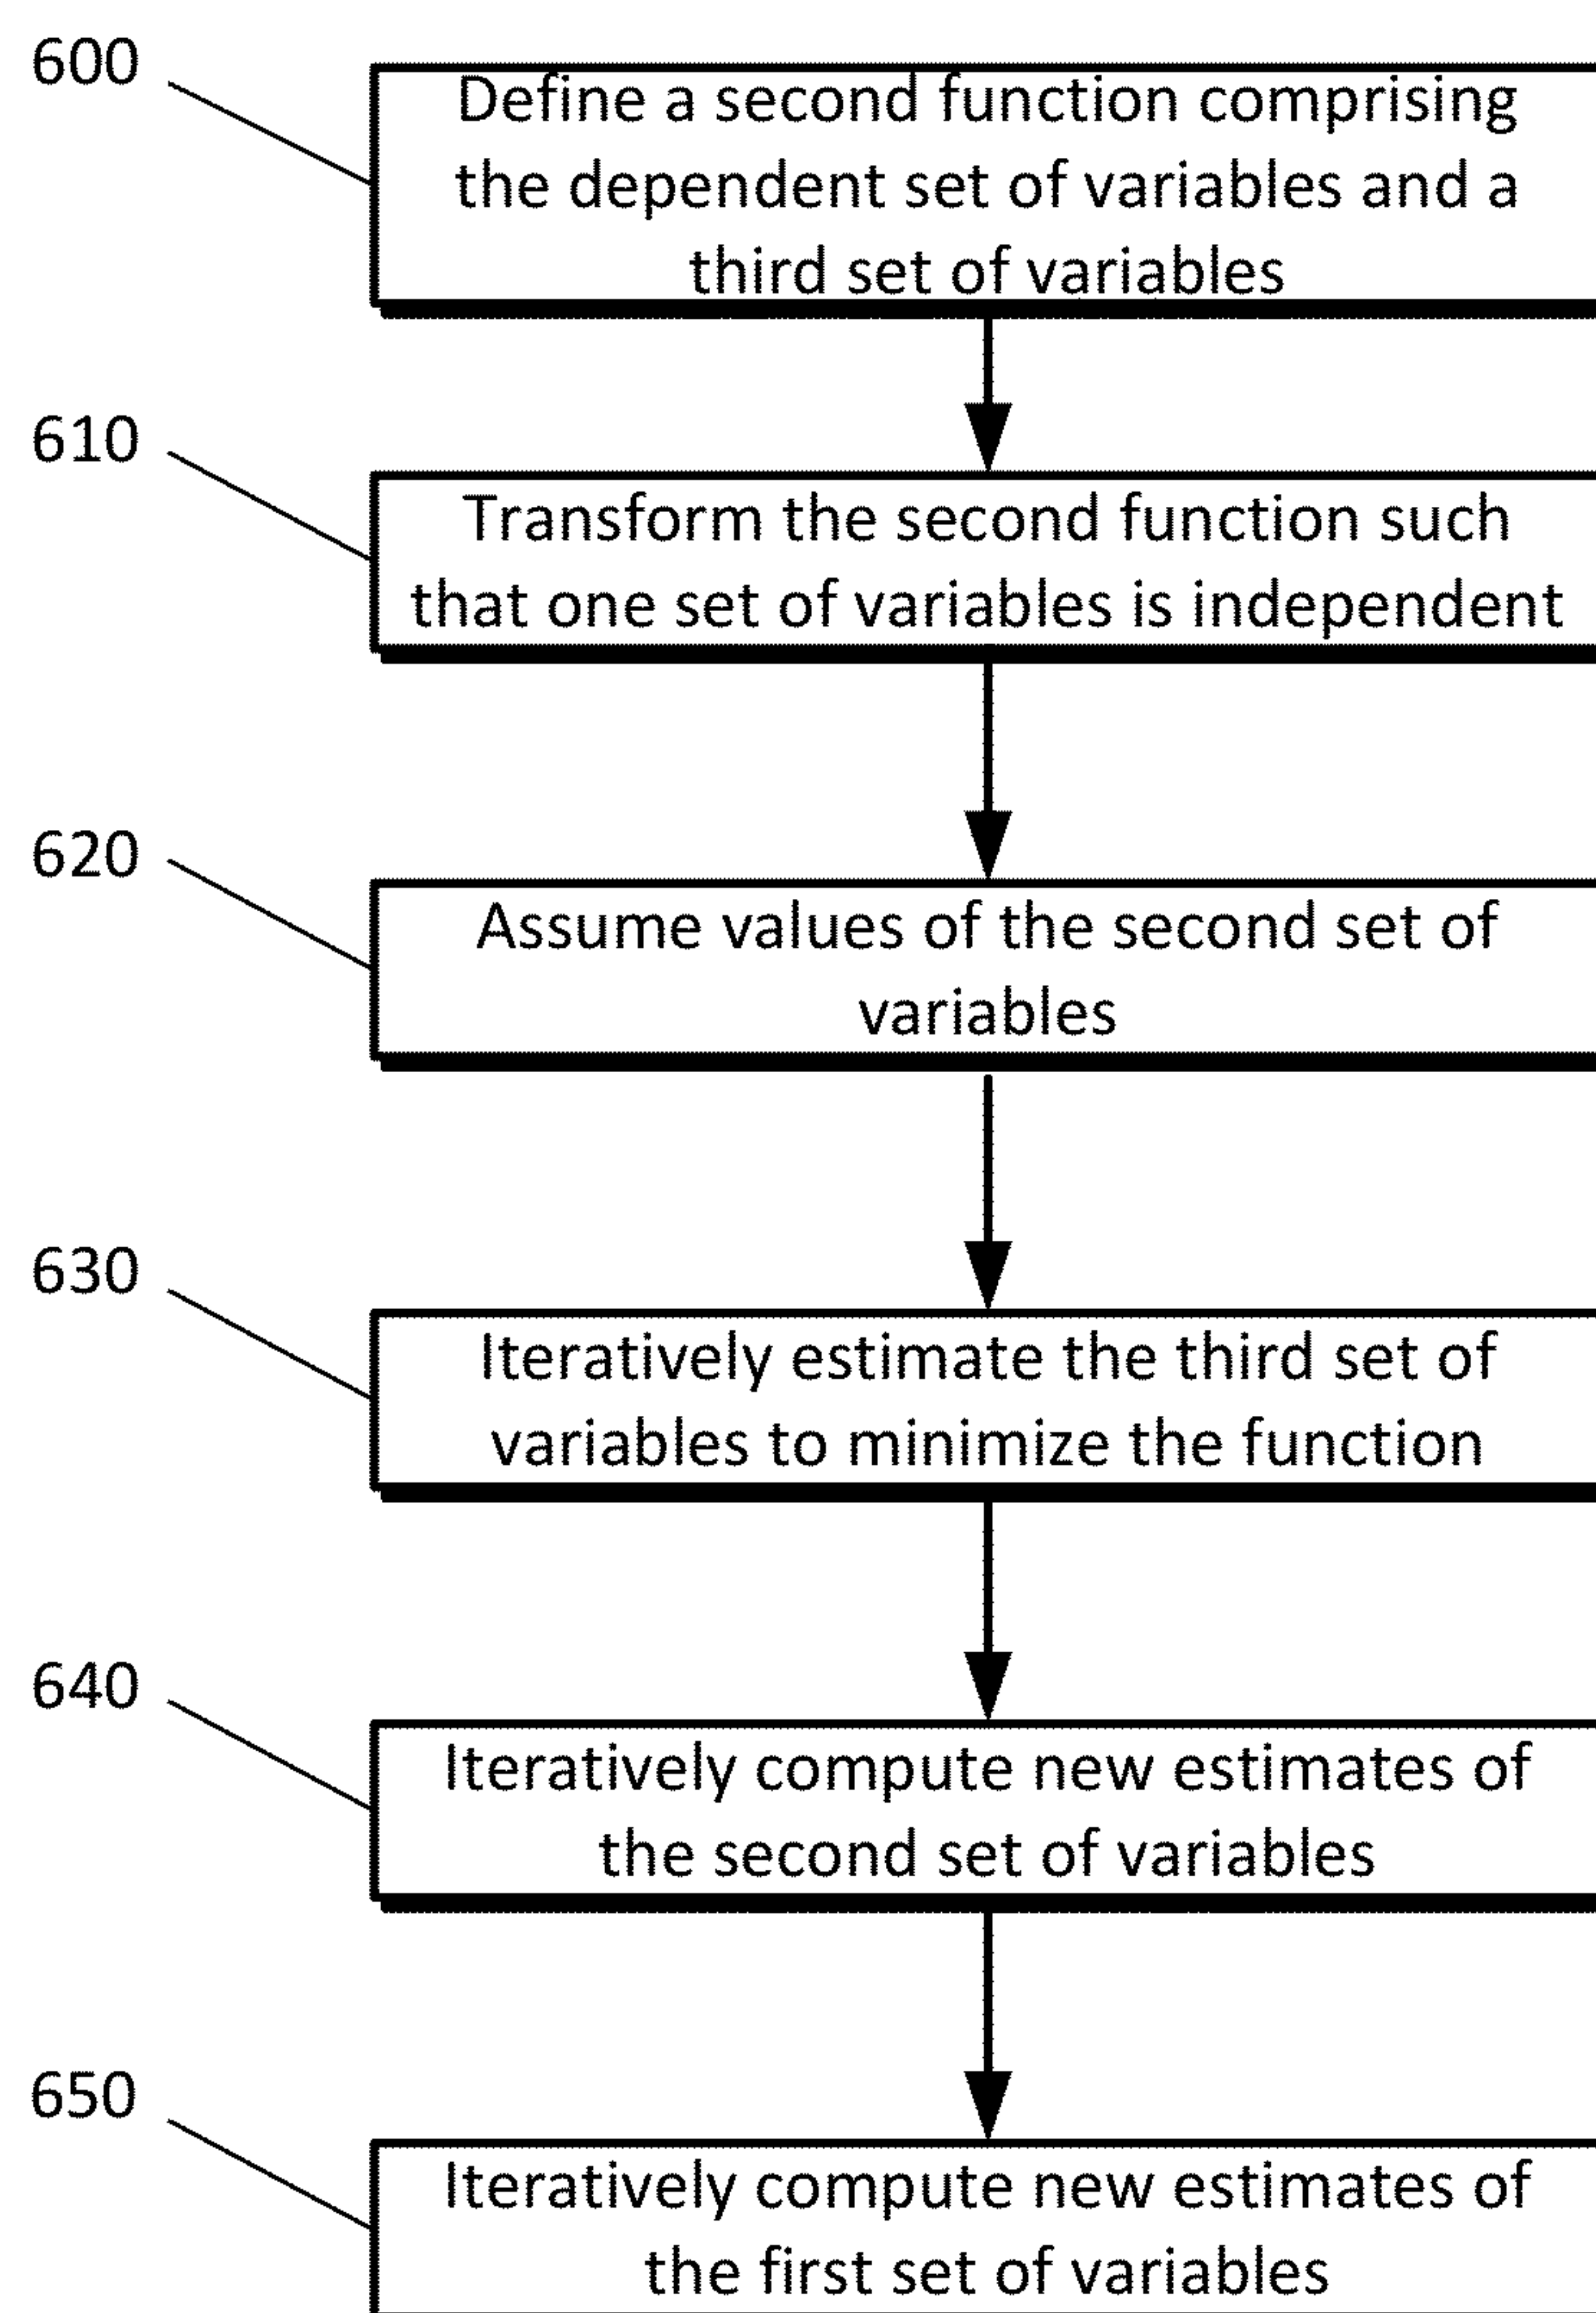 600
Define a second function comprising
the dependent set of variables and a
third set of variables
610
Transform the second function such
that one set of variables is independent
620
Assume values of the second set of
variables
630
Iteratively estimate the third set of
variables to minimize the function
640
Iteratively compute new estimates of
the second set of variables
650
Iteratively compute new estimates of
the first set of variables